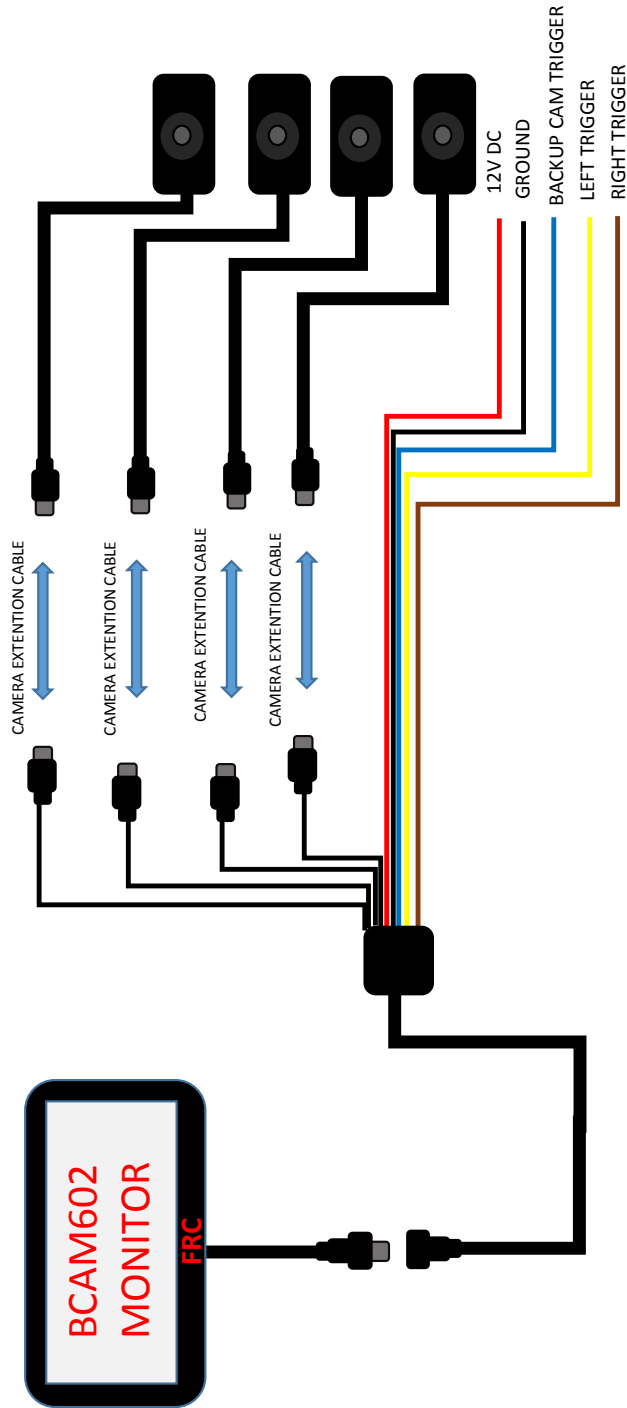 BCAM602
MONITOR
FRC
CAMERA EXTENTION CABLE
CAMERA EXTENTION CABLE
CAMERA EXTENTION CABLE
CAMERA EXTENTION CABLE
12V DC
GROUND
BACKUP CAM TRIGGER
LEFT TRIGGER
RIGHT TRIGGER